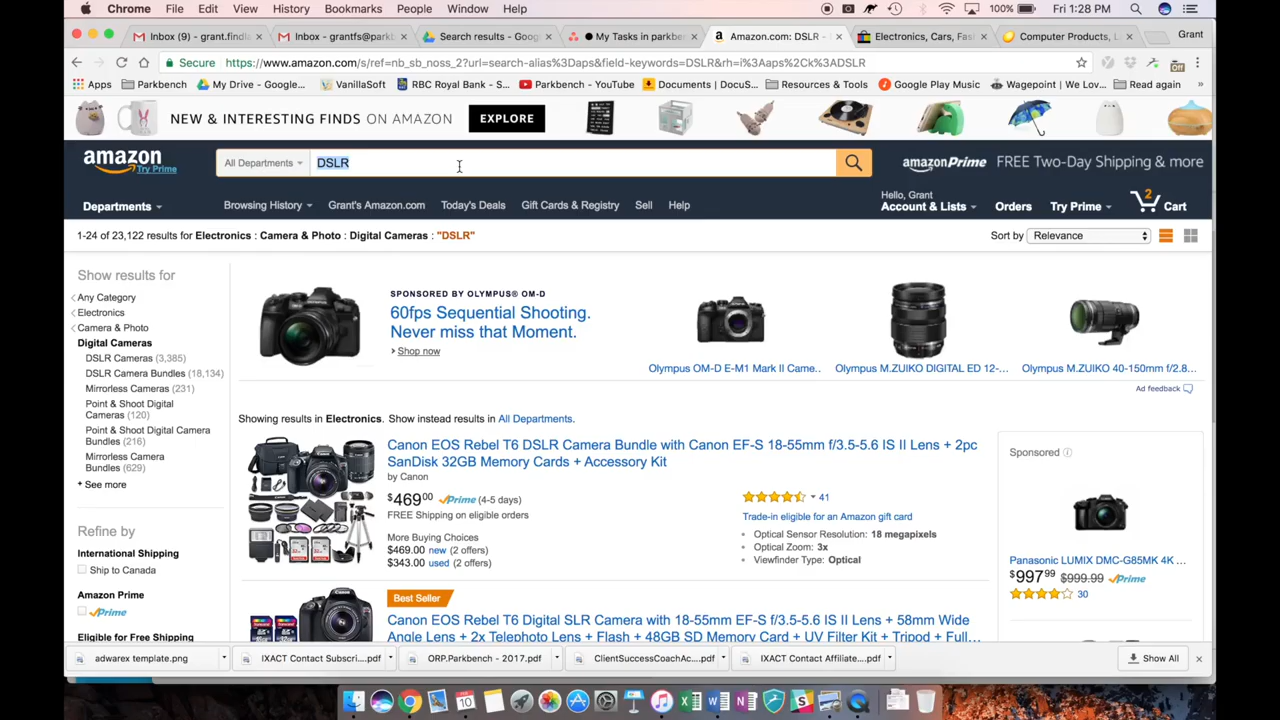 Chrome File Edit View History Bookmarks People Window Help 100% Fri 1:28 PM
Inbox (9) - grant.findla Inbox - grantfs@parkb Search results - Goog My Tasks in parkben Amazon.com: DSLR - Electronics, Cars, Fash Computer Products, L Grant
Secure https://www.amazon.com/s/ref=nb_sb_noss_2?url=search-alias%3Daps&field-keywords=DSLR&rh=i%3Aaps%2Ck%3ADSLR Off
Apps Parkbench My Drive - Google... VanillaSoft RBC Royal Bank - S... Parkbench - YouTube Documents | DocuS... Resources & Tools Google Play Music Wagepoint | We Lov... Read again
NEW & INTERESTING FINDS ON AMAZON EXPLORE
amazon Try Prime All Departments DSLR amazonPrime FREE Two-Day Shipping & more
Departments Browsing History Grant's Amazon.com Today's Deals Gift Cards & Registry Sell Help Hello, Grant Account & Lists Orders Try Prime 2 Cart
1-24 of 23,122 results for Electronics : Camera & Photo : Digital Cameras : "DSLR" Sort by Relevance
Show results for
Any Category
Electronics
Camera & Photo
Digital Cameras
DSLR Cameras (3,385)
DSLR Camera Bundles (18,134)
Mirrorless Cameras (231)
Point & Shoot Digital
Cameras (120)
Point & Shoot Digital Camera
Bundles (216)
Mirrorless Camera
Bundles (629)
+ See more
Refine by
International Shipping
Ship to Canada
Amazon Prime
Prime
Eligible for Free Shipping
SPONSORED BY OLYMPUS® OM-D
60fps Sequential Shooting.
Never miss that Moment.
› Shop now
Olympus OM-D E-M1 Mark II Came.. Olympus M.ZUIKO DIGITAL ED 12-... Olympus M.ZUIKO 40-150mm f/2.8...
Ad feedback
Showing results in Electronics. Show instead results in All Departments.
Canon EOS Rebel T6 DSLR Camera Bundle with Canon EF-S 18-55mm f/3.5-5.6 IS II Lens + 2pc
SanDisk 32GB Memory Cards + Accessory Kit
by Canon
$469 00 Prime (4-5 days)
FREE Shipping on eligible orders
More Buying Choices
$469.00 new (2 offers)
$343.00 used (2 offers)
41
Trade-in eligible for an Amazon gift card
• Optical Sensor Resolution: 18 megapixels
• Optical Zoom: 3x
• Viewfinder Type: Optical
Best Seller
Canon EOS Rebel T6 Digital SLR Camera with 18-55mm EF-S f/3.5-5.6 IS II Lens + 58mm Wide
Angle Lens + 2x Telephoto Lens + Flash + 48GB SD Memory Card + UV Filter Kit + Tripod + Full...
Sponsored
Panasonic LUMIX DMC-G85MK 4K ...
$997 99 $999.99 Prime
30
adwarex template.png IXACT Contact Subscri....pdf ORP.Parkbench - 2017.pdf ClientSuccessCoachAc....pdf IXACT Contact Affiliate....pdf Show All